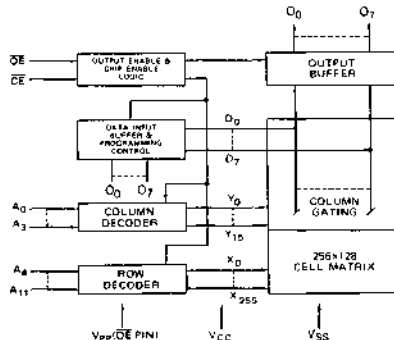 O0 O7
OE
CE
OUTPUT ENABLE &
CHIP ENABLE
LOGIC
OUTPUT
BUFFER
DATA INPUT
BUFFER &
PROGRAMMING
CONTROL
O0
O7
O0 O7
COLUMN
GATING
A0
A3
COLUMN
DECODER
Y0
Y15
256×128
CELL MATRIX
A4
A11
ROW
DECODER
X0
X255
VPP(OE PIN) VCC VSS